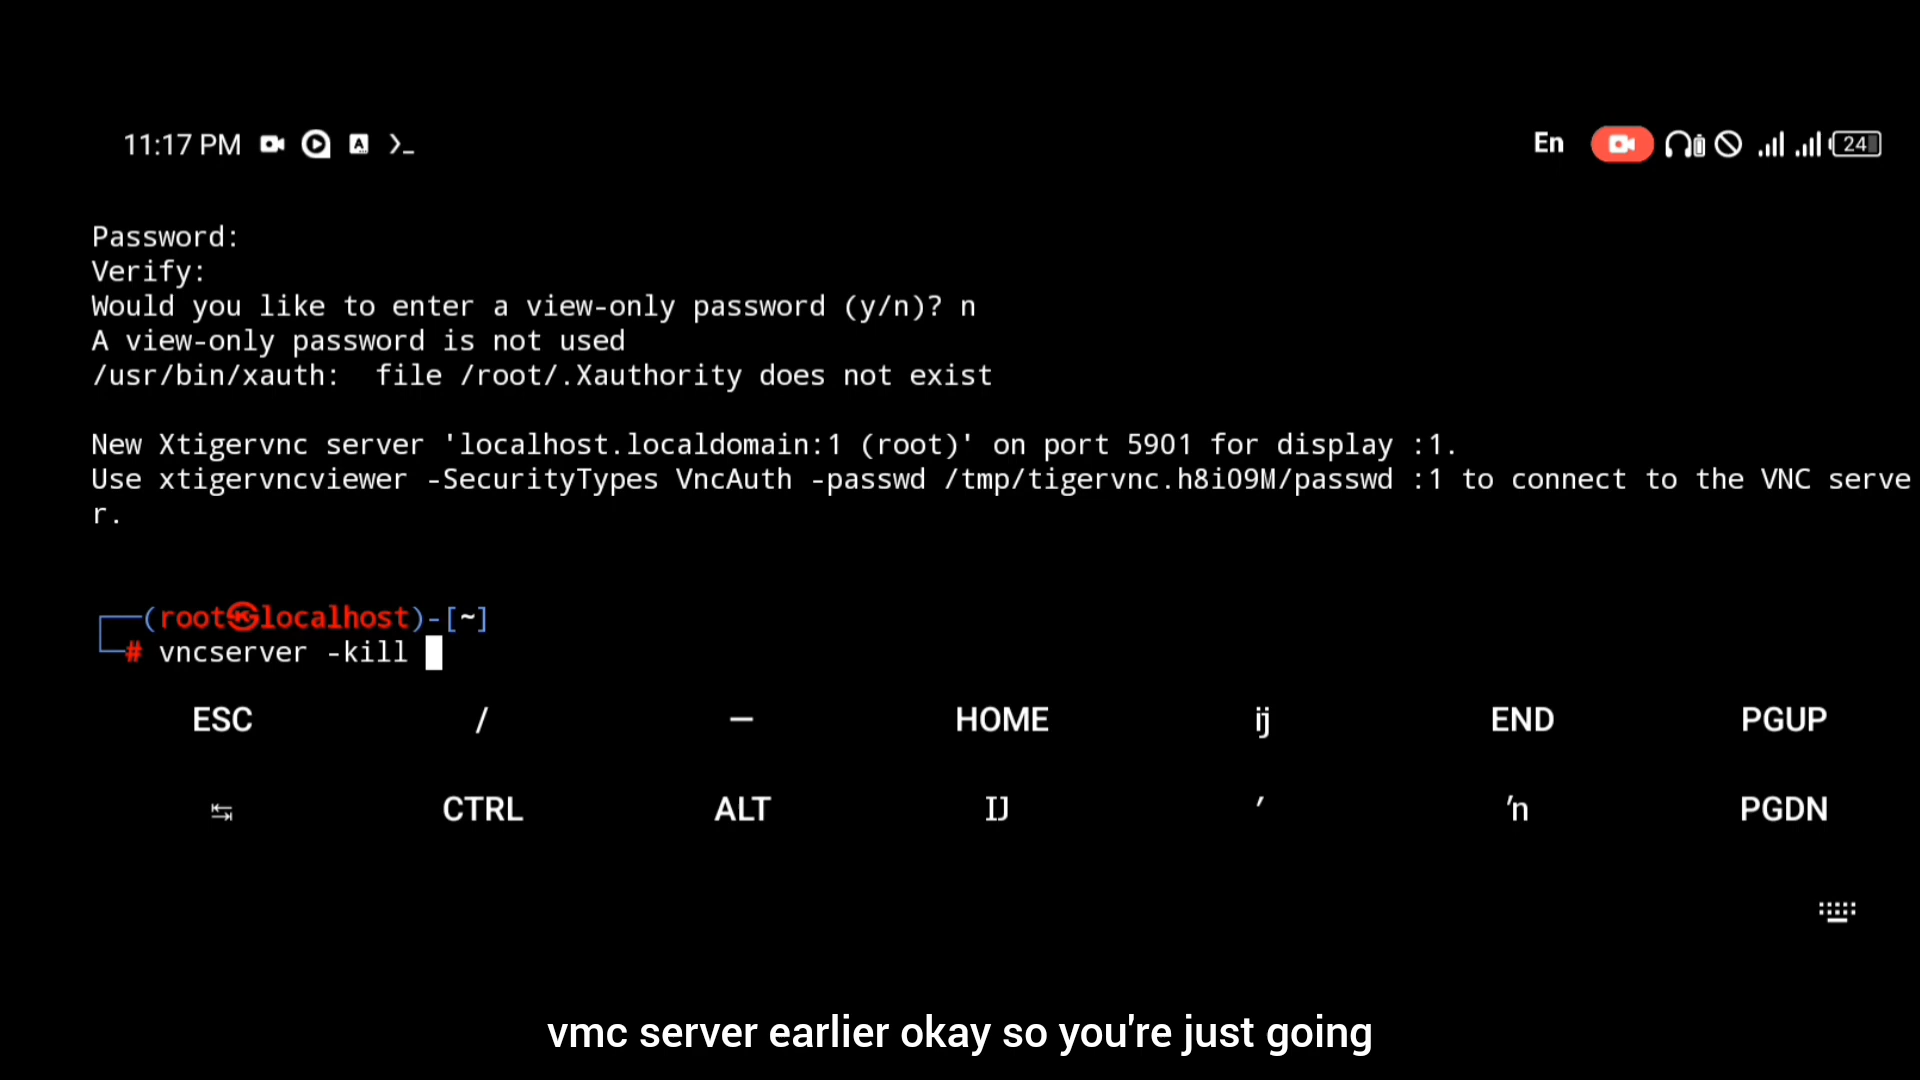 11:17 PM
En
24
Password:
Verify:
Would you like to enter a view-only password (y/n)? n
A view-only password is not used
/usr/bin/xauth:  file /root/.Xauthority does not exist
New Xtigervnc server 'localhost.localdomain:1 (root)' on port 5901 for display :1.
Use xtigervncviewer -SecurityTypes VncAuth -passwd /tmp/tigervnc.h8iO9M/passwd :1 to connect to the VNC serve
r.
┌──(root㉿localhost)-[~]
└─# vncserver -kill
ESC / — HOME ĳ END PGUP
CTRL ALT Ĳ ′ ŉ PGDN
vmc server earlier okay so you're just going